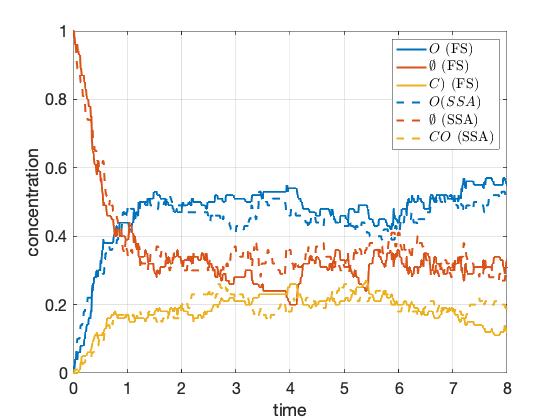 1
0.8
0.6
0.4
0.2
0
0 1 2 3 4 5 6 7 8
concentration
time
O (FS)
∅ (FS)
C) (FS)
O(SSA)
∅ (SSA)
CO (SSA)